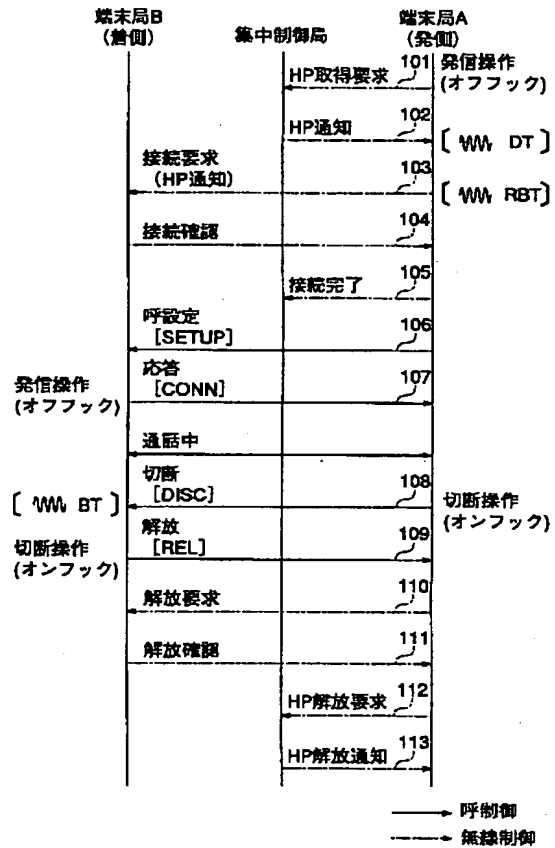 端末局B
(着側)
集中制御局
端末局A
(発側)
発信操作
(オフフック)
101
HP取得要求
102
HP通知
[ DT ]
接続要求
(HP通知)
103
[ RBT ]
104
接続確認
105
接続完了
呼設定
[SETUP]
106
発信操作
(オフフック)
応答
[CONN]
107
通話中
切断
[DISC]
108
[ BT ]
切断操作
(オンフック)
切断操作
(オンフック)
解放
[REL]
109
110
解放要求
111
解放確認
112
HP解放要求
113
HP解放通知
呼制御
無線制御